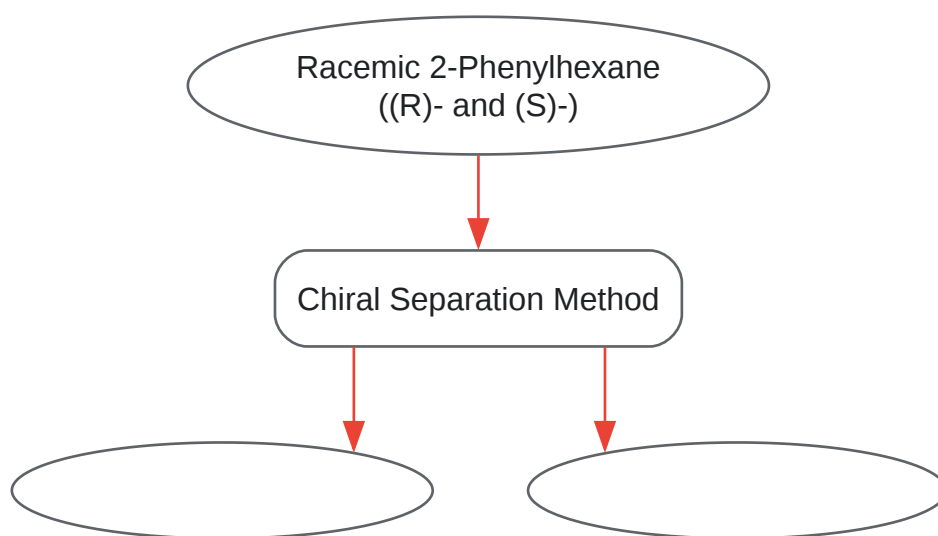 Racemic 2-Phenylhexane
((R)- and (S)-)
Chiral Separation Method